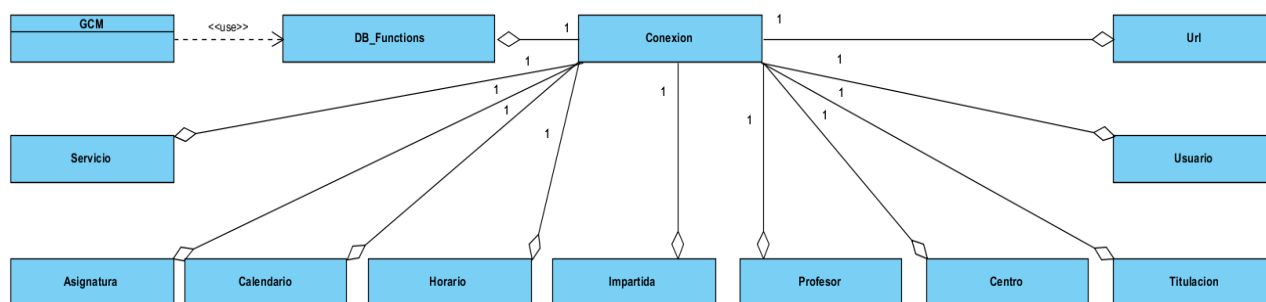 GCM
<<use>>
DB_Functions
1
Conexion
1
Url
1
1
1
1
1
1
1
1
1
Servicio
Usuario
Asignatura
Calendario
Horario
Impartida
Profesor
Centro
Titulacion